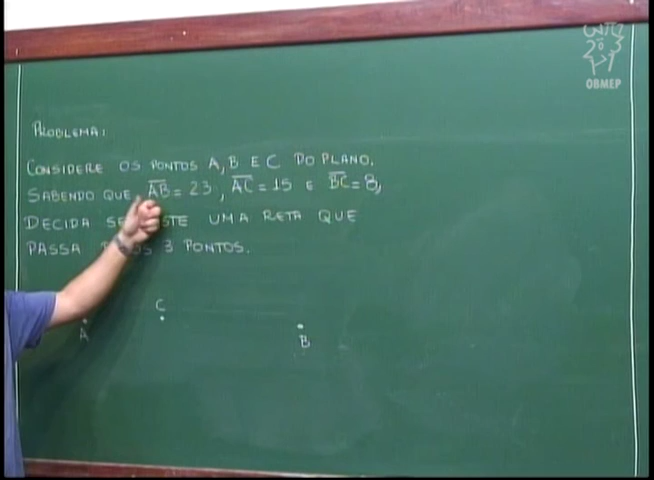 PROBLEMA:
CONSIDERE OS PONTOS A, B E C DO PLANO.
SABENDO QUE AB = 23, AC = 15 E BC = 8,
DECIDA UMA RETA QUE
PASSA 3 PONTOS.
C
A
B
OBMEP